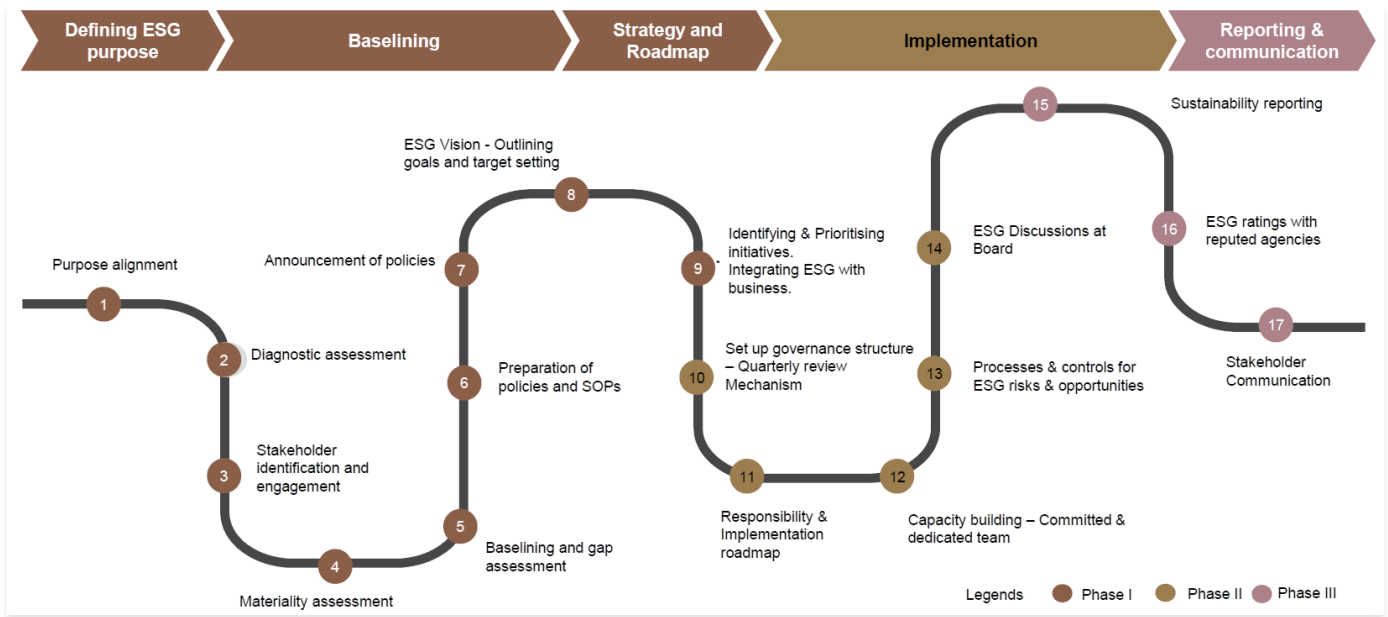 Defining ESG
purpose
Baselining
Strategy and
Roadmap
Implementation
Reporting &
communication
Purpose alignment
1
2
Diagnostic assessment
3
Stakeholder
identification and
engagement
4
Materiality assessment
5
Baselining and gap
assessment
6
Preparation of
policies and SOPs
Announcement of policies
7
ESG Vision - Outlining
goals and target setting
8
9
Identifying & Prioritising
initiatives.
Integrating ESG with
business.
10
Set up governance structure
– Quarterly review
Mechanism
11
Responsibility &
Implementation
roadmap
12
Capacity building – Committed &
dedicated team
13
Processes & controls for
ESG risks & opportunities
14
ESG Discussions at
Board
15
Sustainability reporting
16
ESG ratings with
reputed agencies
17
Stakeholder
Communication
Legends
Phase I
Phase II
Phase III